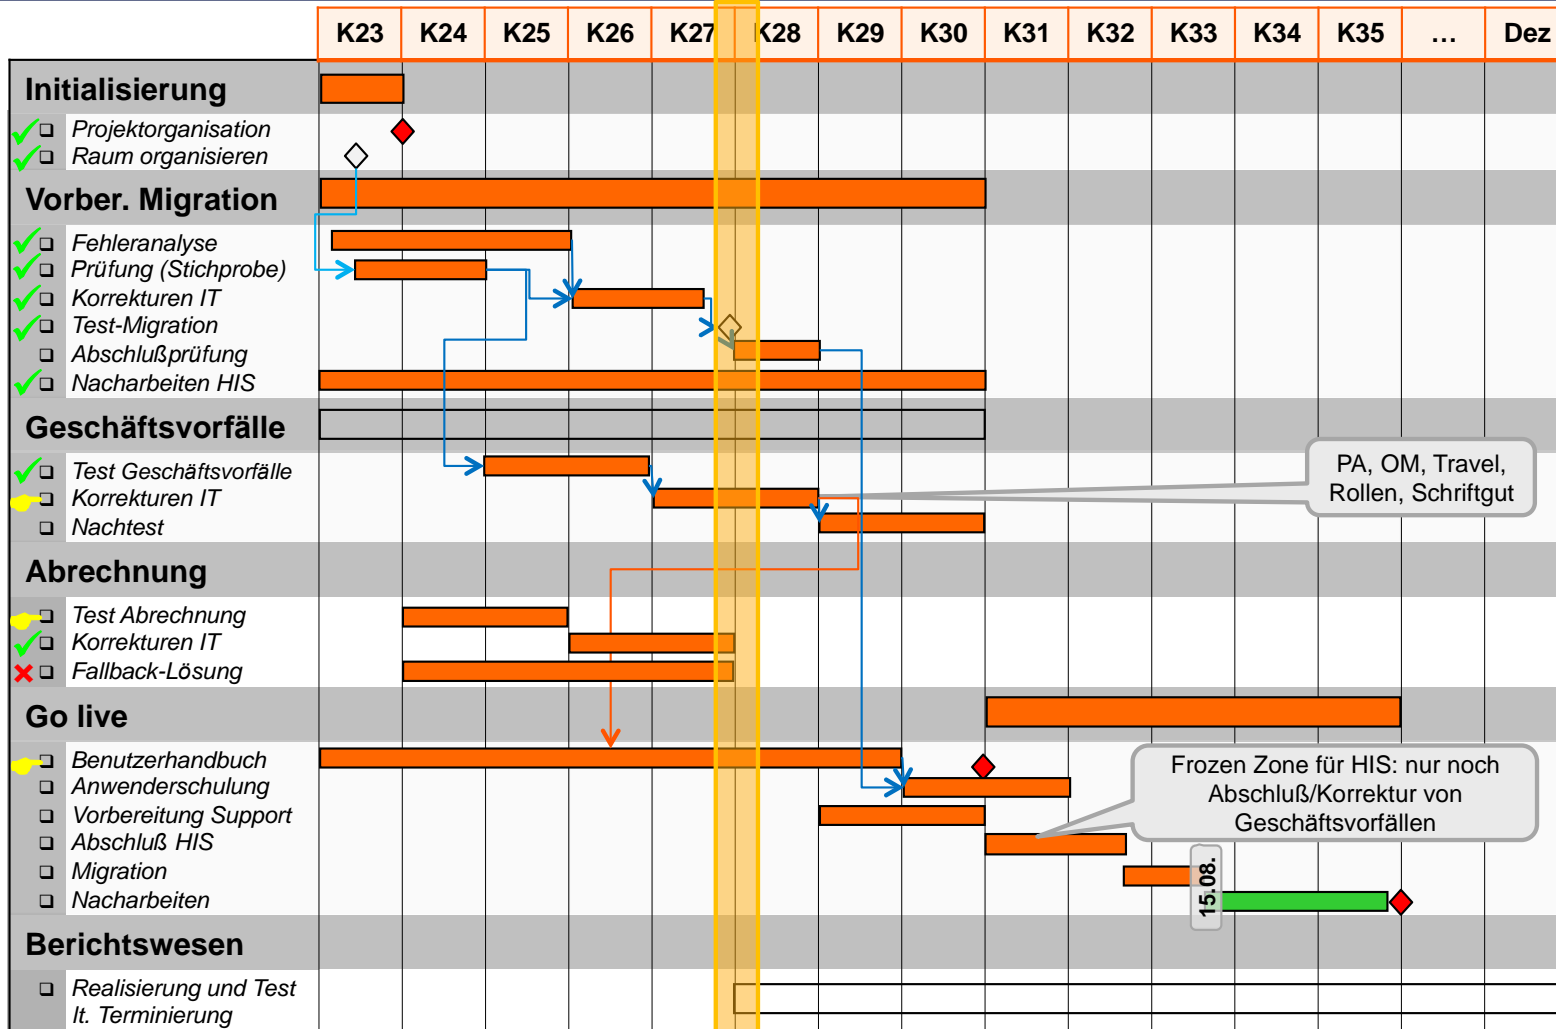 K23 K24 K25 K26 K27 K28 K29 K30 K31 K32 K33 K34 K35 … Dez
Initialisierung
Projektorganisation
Raum organisieren
Vorber. Migration
Fehleranalyse
Prüfung (Stichprobe)
Korrekturen IT
Test-Migration
Abschlußprüfung
Nacharbeiten HIS
Geschäftsvorfälle
Test Geschäftsvorfälle
Korrekturen IT
Nachtest
PA, OM, Travel,
Rollen, Schriftgut
Abrechnung
Test Abrechnung
Korrekturen IT
Fallback-Lösung
Go live
Benutzerhandbuch
Anwenderschulung
Vorbereitung Support
Abschluß HIS
Migration
Nacharbeiten
Frozen Zone für HIS: nur noch
Abschluß/Korrektur von
Geschäftsvorfällen
15.08.
Berichtswesen
Realisierung und Test
lt. Terminierung